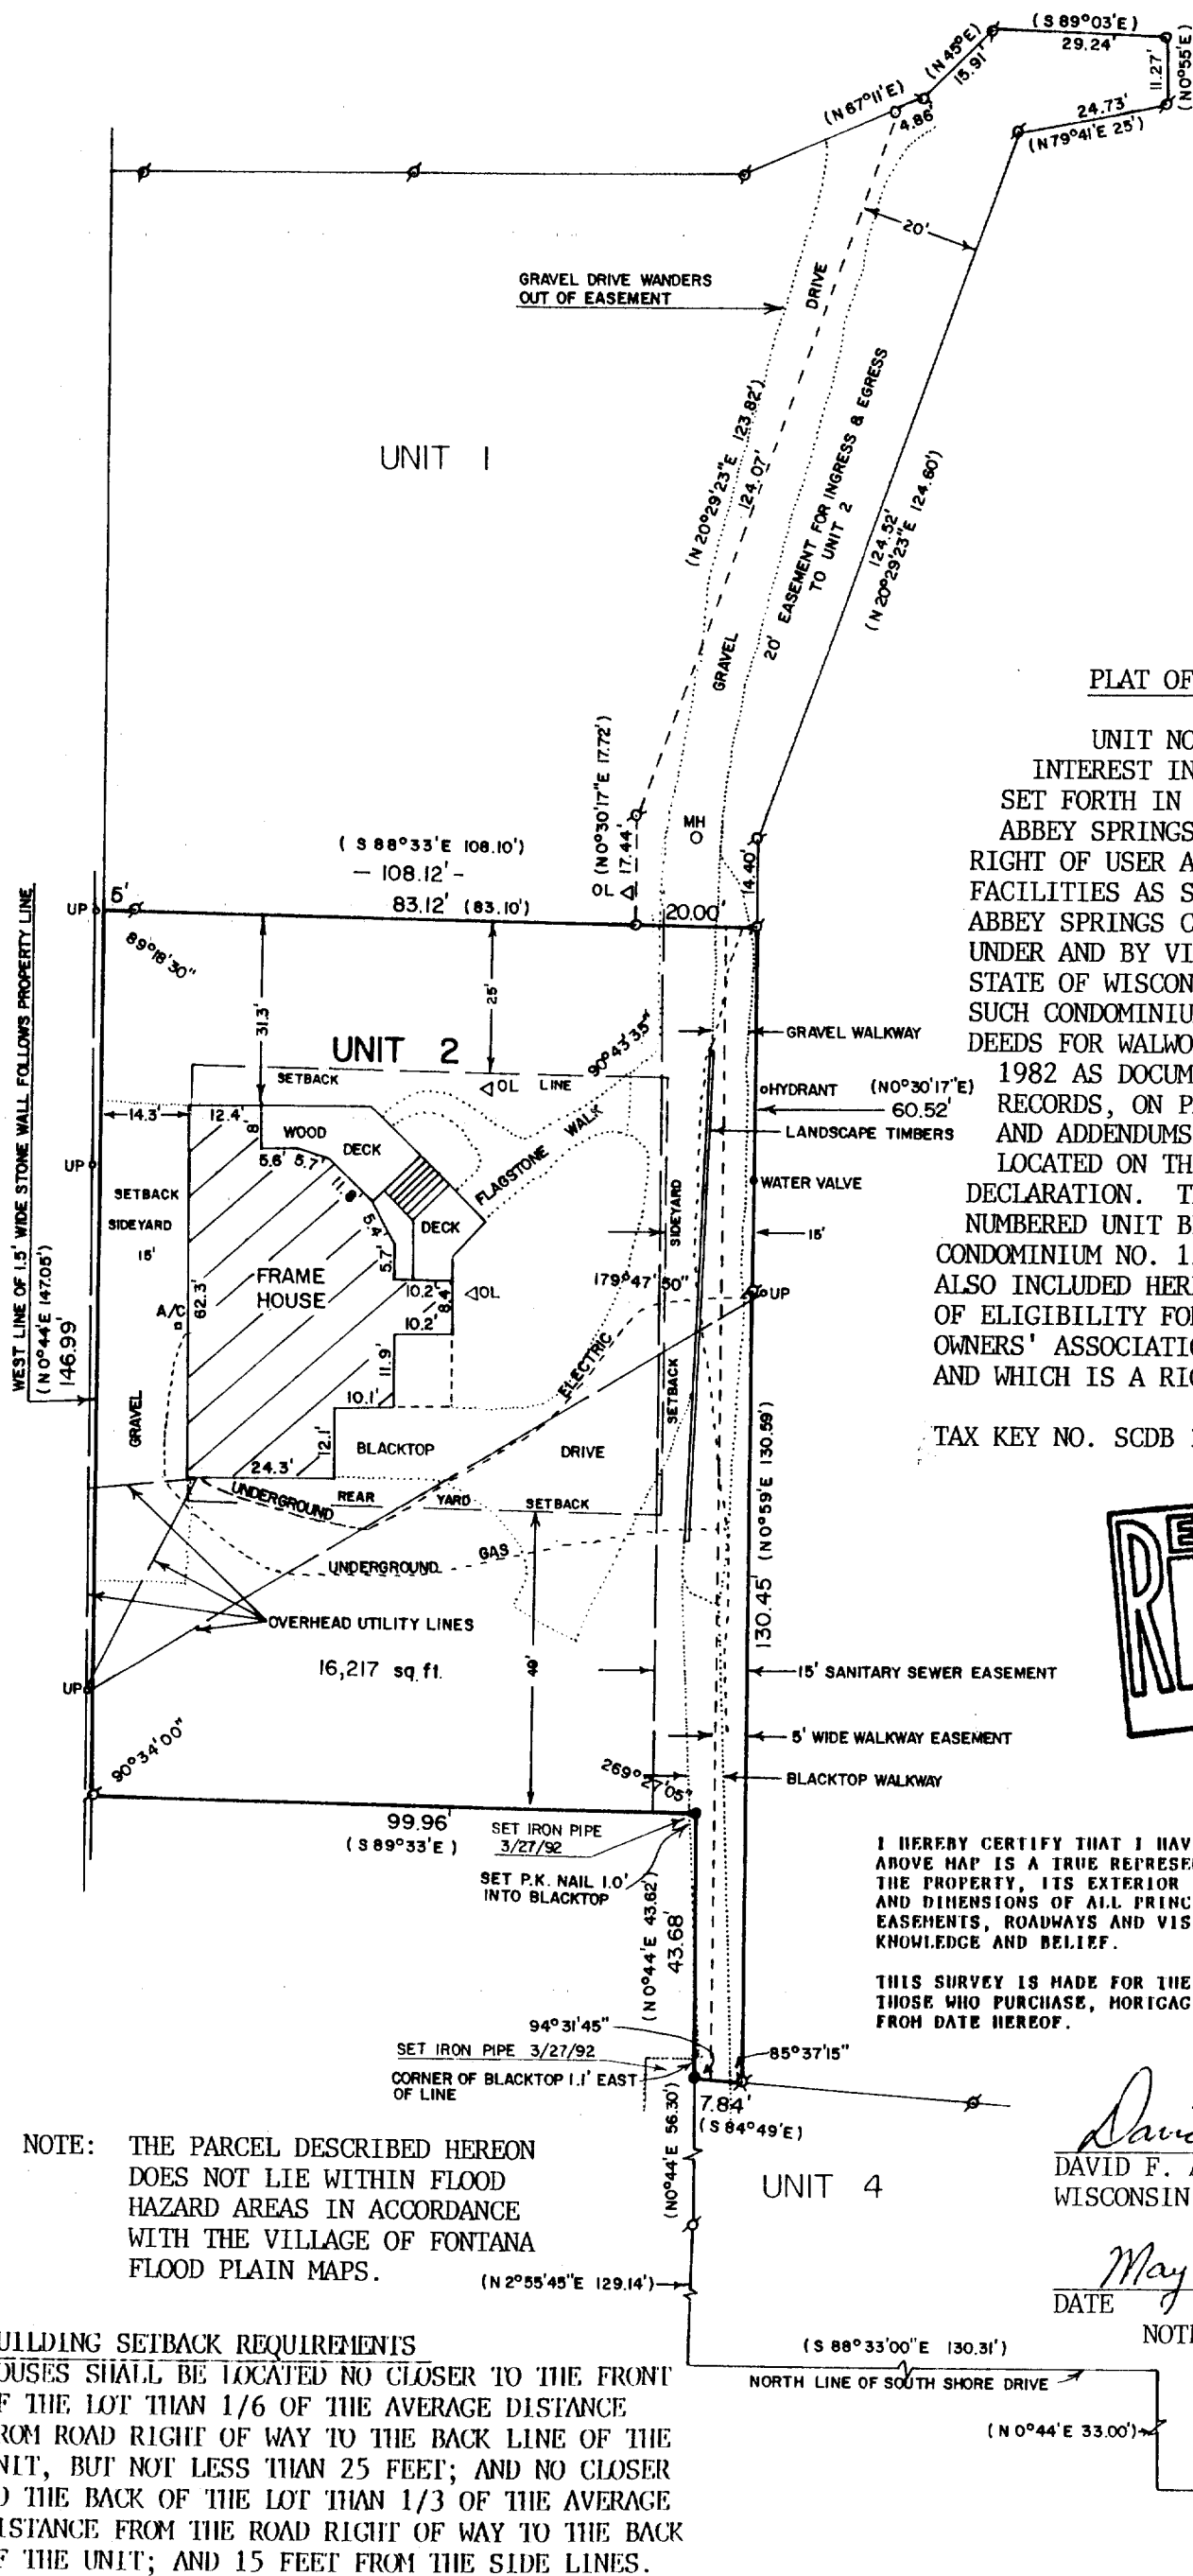 (S 89°03'E)
29.24'
(N 45°E)
15.91'
11.27'
(N0°55'E)
(N 67°11'E)
4.86'
24.73'
(N79°41'E 25')
20'
GRAVEL DRIVE WANDERS
OUT OF EASEMENT
DRIVE
UNIT 1
(N 20°29'23"E 123.82')
124.07'
20' EASEMENT FOR INGRESS & EGRESS
TO UNIT 2
124.52'
(N 20°29'23"E 124.60')
GRAVEL
PLAT OF
UNIT NO
INTEREST IN
SET FORTH IN
ABBEY SPRINGS
RIGHT OF USER A
FACILITIES AS S
ABBEY SPRINGS C
UNDER AND BY VI
STATE OF WISCON
SUCH CONDOMINIU
DEEDS FOR WALWO
1982 AS DOCUM
RECORDS, ON P
AND ADDENDUMS
LOCATED ON TH
DECLARATION. T
NUMBERED UNIT B
CONDOMINIUM NO. 1
ALSO INCLUDED HER
OF ELIGIBILITY FO
OWNERS' ASSOCIATI
AND WHICH IS A RI
TAX KEY NO. SCDB
(N0°30'17"E 17.72')
17.44'
OL
MH
14.40'
(S 88°33'E 108.10')
- 108.12' -
83.12' (83.10')
20.00'
UP
5'
89°18'30"
WEST LINE OF 1.5' WIDE STONE WALL FOLLOWS PROPERTY LINE
(N0°44'E 147.05')
146.99'
31.3'
25'
UNIT 2
SETBACK
OL LINE
90°43'35"
GRAVEL WALKWAY
HYDRANT (N0°30'17"E)
60.52'
LANDSCAPE TIMBERS
WATER VALVE
15'
14.3'
12.4'
8'
WOOD
DECK
5.6' 5.7'
11.8'
5.4'
5.7'
DECK
FLAGSTONE WALK
UP
SETBACK
SIDEYARD
15'
SIDEYARD
FRAME
HOUSE
62.3'
A/C
10.2'
8.4'
10.2'
OL
179°47'50"
UP
11.9'
10.1'
12.1'
24.3'
ELECTRIC
SETBACK
GRAVEL
BLACKTOP
DRIVE
UNDERGROUND
REAR YARD SETBACK
UNDERGROUND GAS
130.45' (N0°59'E 130.59')
OVERHEAD UTILITY LINES
16,217 sq.ft.
49'
UP
15' SANITARY SEWER EASEMENT
5' WIDE WALKWAY EASEMENT
BLACKTOP WALKWAY
90°34'00"
269°27'05"
99.96'
(S89°33'E)
SET IRON PIPE
3/27/92
SET P.K. NAIL 1.0'
INTO BLACKTOP
(N0°44'E 43.62')
43.68'
I HEREBY CERTIFY THAT I HAV
ABOVE MAP IS A TRUE REPRESE
THE PROPERTY, ITS EXTERIOR
AND DIMENSIONS OF ALL PRINC
EASEMENTS, ROADWAYS AND VIS
KNOWLEDGE AND BELIEF.
THIS SURVEY IS MADE FOR THE
THOSE WHO PURCHASE, MORTGAG
FROM DATE HEREOF.
94°31'45"
SET IRON PIPE 3/27/92
CORNER OF BLACKTOP 1.1' EAST
OF LINE
85°37'15"
7.84'
(S 84°49'E)
(N0°44'E 56.30')
UNIT 4
David
DAVID F. A
WISCONSIN
May
DATE
NOTE
NOTE: THE PARCEL DESCRIBED HEREON
DOES NOT LIE WITHIN FLOOD
HAZARD AREAS IN ACCORDANCE
WITH THE VILLAGE OF FONTANA
FLOOD PLAIN MAPS.
(N 2°55'45"E 129.14')
(S 88°33'00"E 130.31')
NORTH LINE OF SOUTH SHORE DRIVE
(N 0°44'E 33.00')
UILDING SETBACK REQUIREMENTS
OUSES SHALL BE LOCATED NO CLOSER TO THE FRONT
F THE LOT THAN 1/6 OF THE AVERAGE DISTANCE
ROM ROAD RIGHT OF WAY TO THE BACK LINE OF THE
NIT, BUT NOT LESS THAN 25 FEET; AND NO CLOSER
O THE BACK OF THE LOT THAN 1/3 OF THE AVERAGE
ISTANCE FROM THE ROAD RIGHT OF WAY TO THE BACK
F THE UNIT; AND 15 FEET FROM THE SIDE LINES.